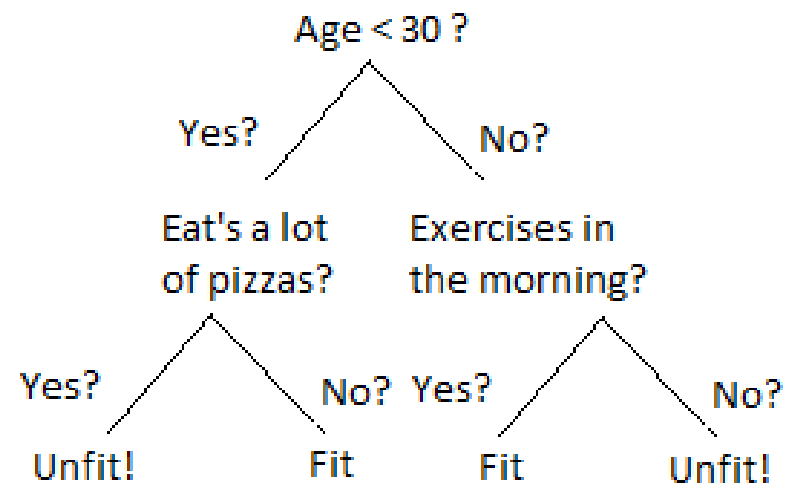 Age < 30 ?
Yes?
No?
Eat's a lot
of pizzas?
Exercises in
the morning?
Yes?
No?
Yes?
No?
Unfit!
Fit
Fit
Unfit!